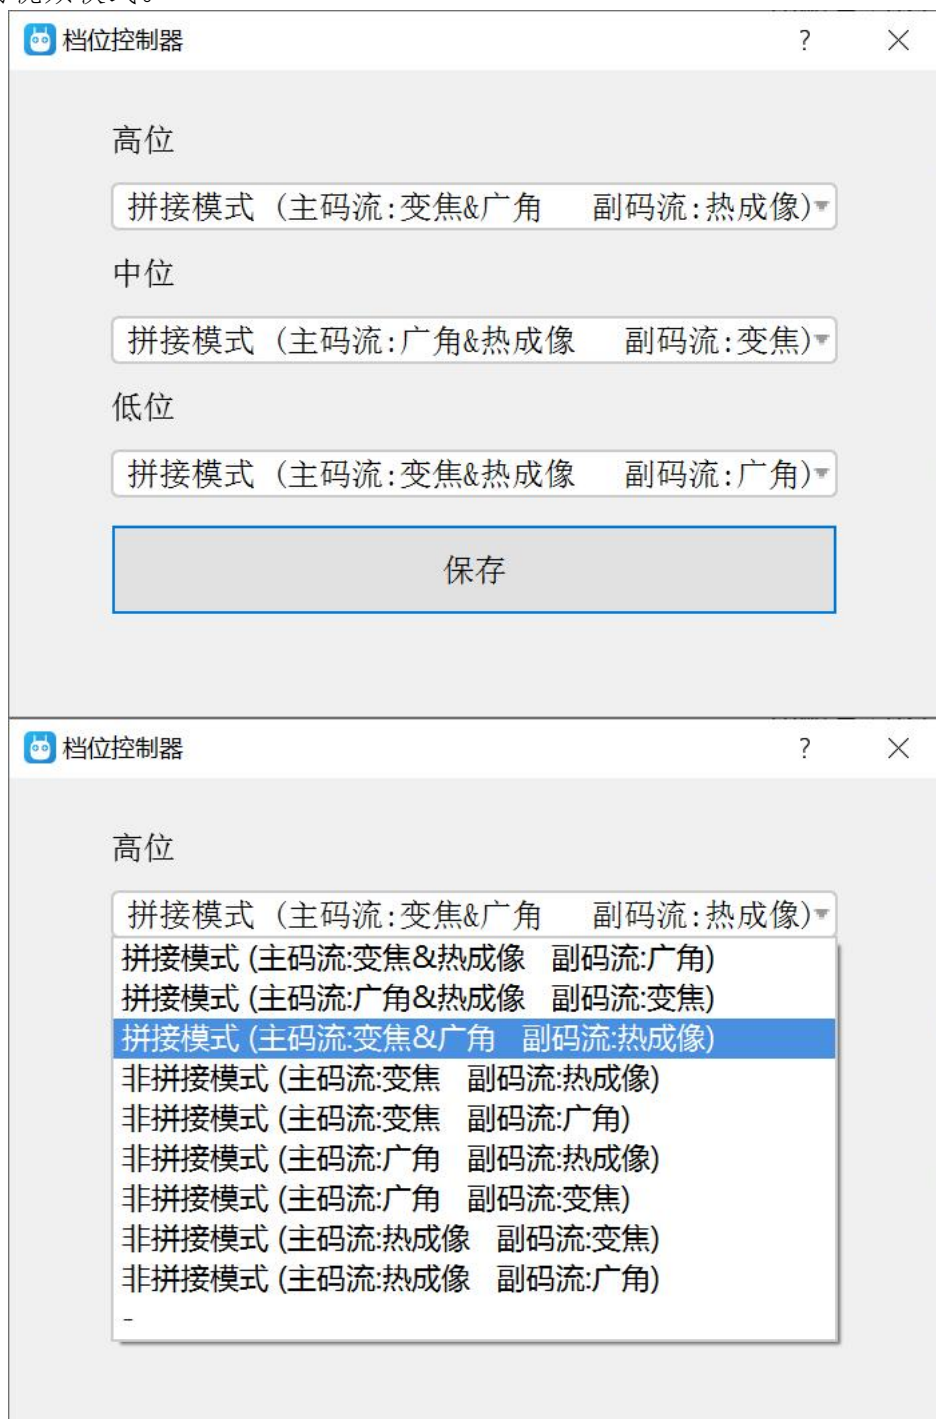 档位控制器 ?
高位
拼接模式 (主码流:变焦&广角 副码流:热成像)
中位
拼接模式 (主码流:广角&热成像 副码流:变焦)
低位
拼接模式 (主码流:变焦&热成像 副码流:广角)
保存
档位控制器 ?
高位
拼接模式 (主码流:变焦&广角 副码流:热成像)
拼接模式 (主码流:变焦&热成像 副码流:广角)
拼接模式 (主码流:广角&热成像 副码流:变焦)
拼接模式 (主码流:变焦&广角 副码流:热成像)
非拼接模式 (主码流:变焦 副码流:热成像)
非拼接模式 (主码流:变焦 副码流:广角)
非拼接模式 (主码流:广角 副码流:热成像)
非拼接模式 (主码流:广角 副码流:变焦)
非拼接模式 (主码流:热成像 副码流:变焦)
非拼接模式 (主码流:热成像 副码流:广角)
-